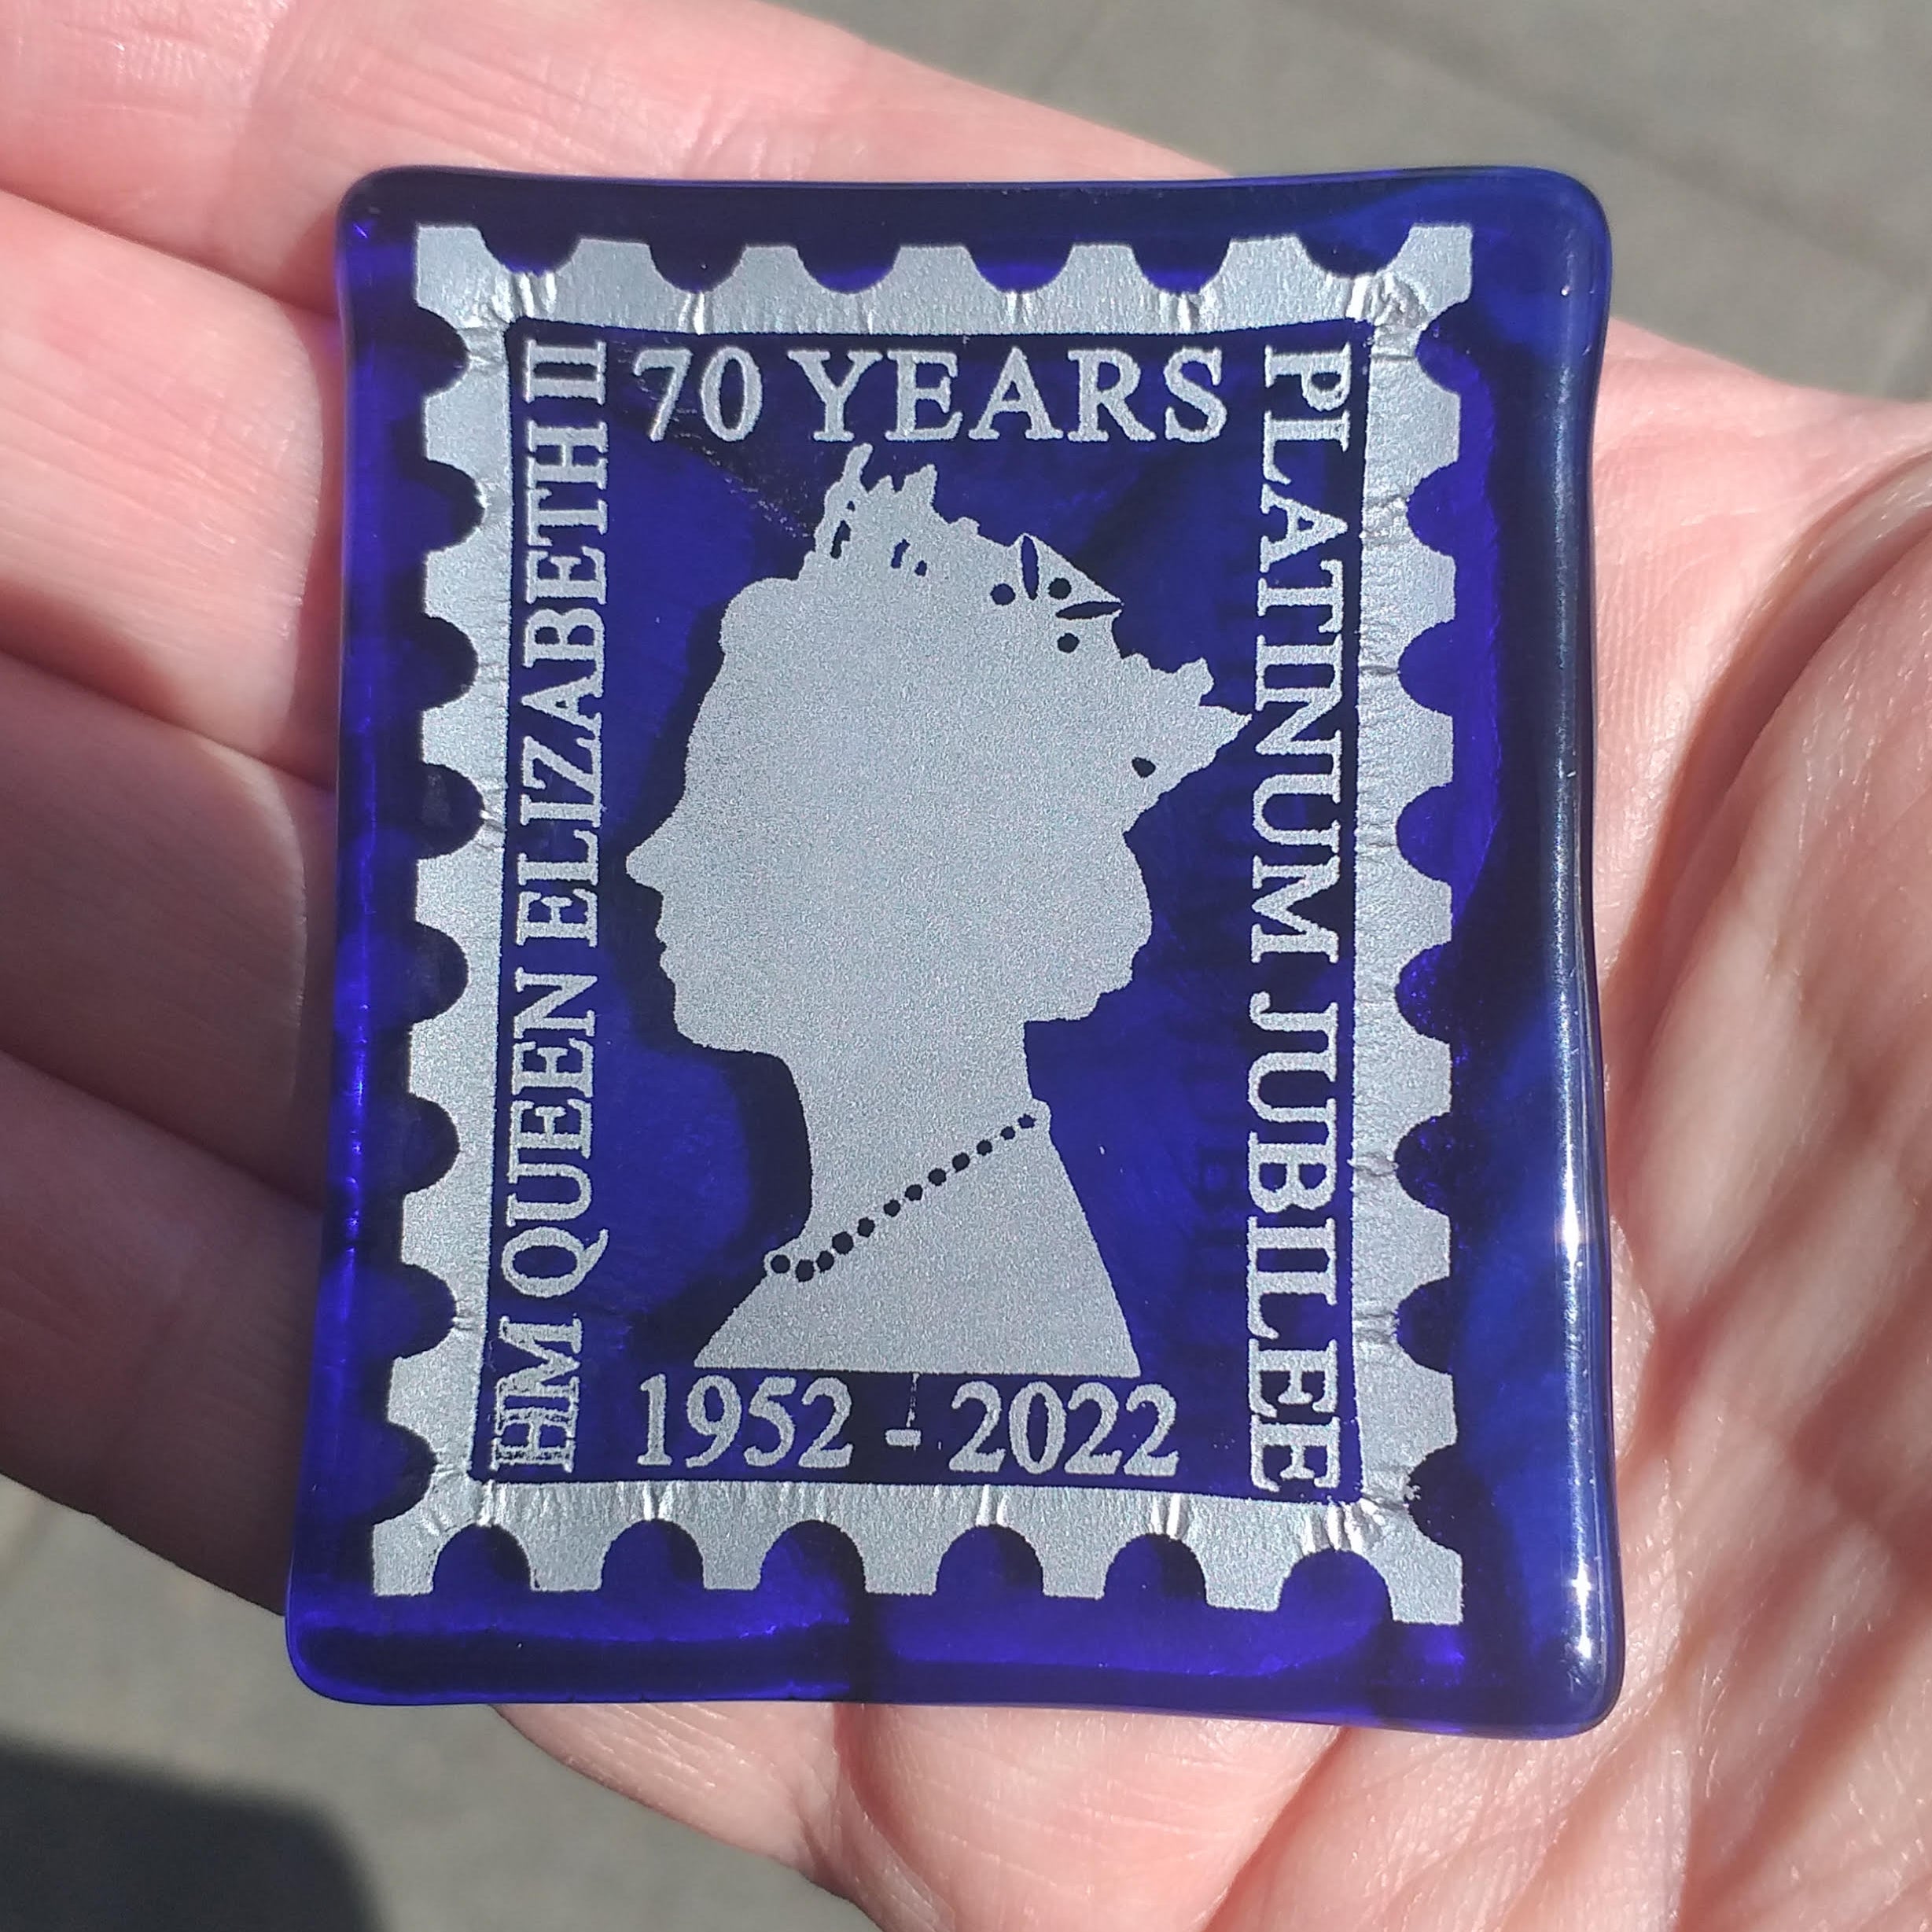 70 YEARS
HM QUEEN ELIZABETH II
PLATINUM JUBILEE
1952 - 2022